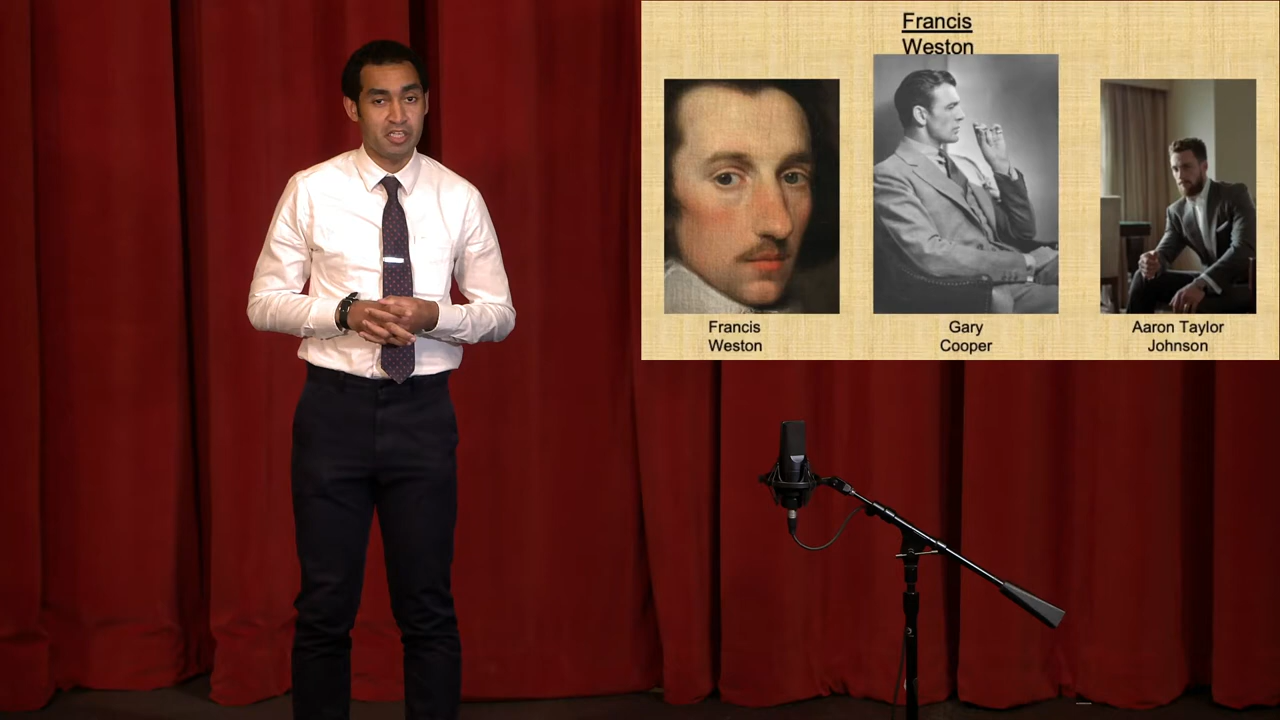 Francis
Weston
Francis
Weston
Gary
Cooper
Aaron Taylor
Johnson